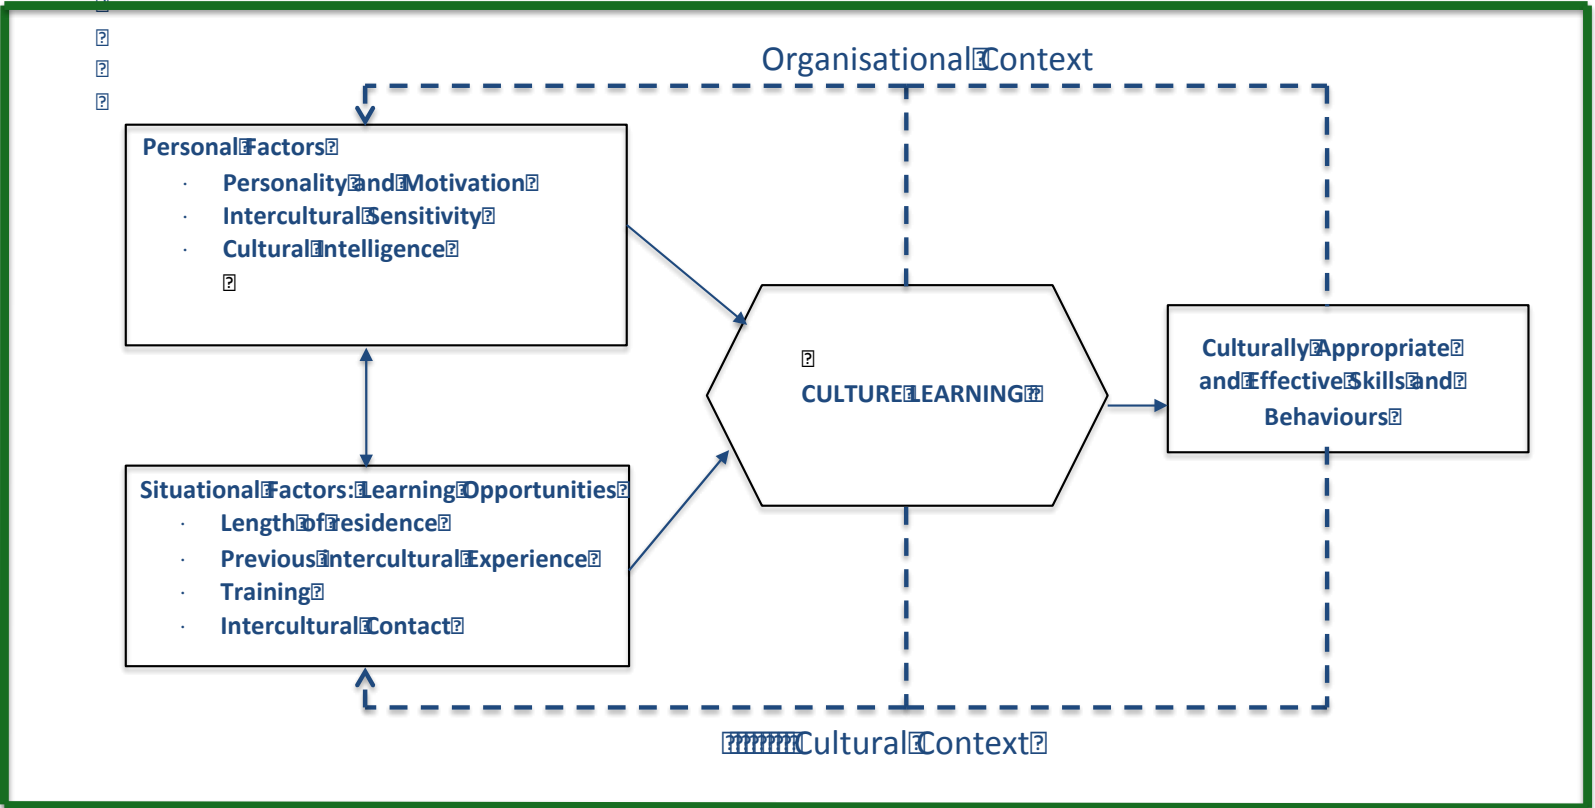 Organisational Context
Personal Factors
· Personality and Motivation
· Intercultural Sensitivity
· Cultural Intelligence
CULTURE LEARNING
Culturally Appropriate
and Effective Skills and
Behaviours
Situational Factors: Learning Opportunities
· Length of residence
· Previous intercultural Experience
· Training
· Intercultural Contact
Cultural Context